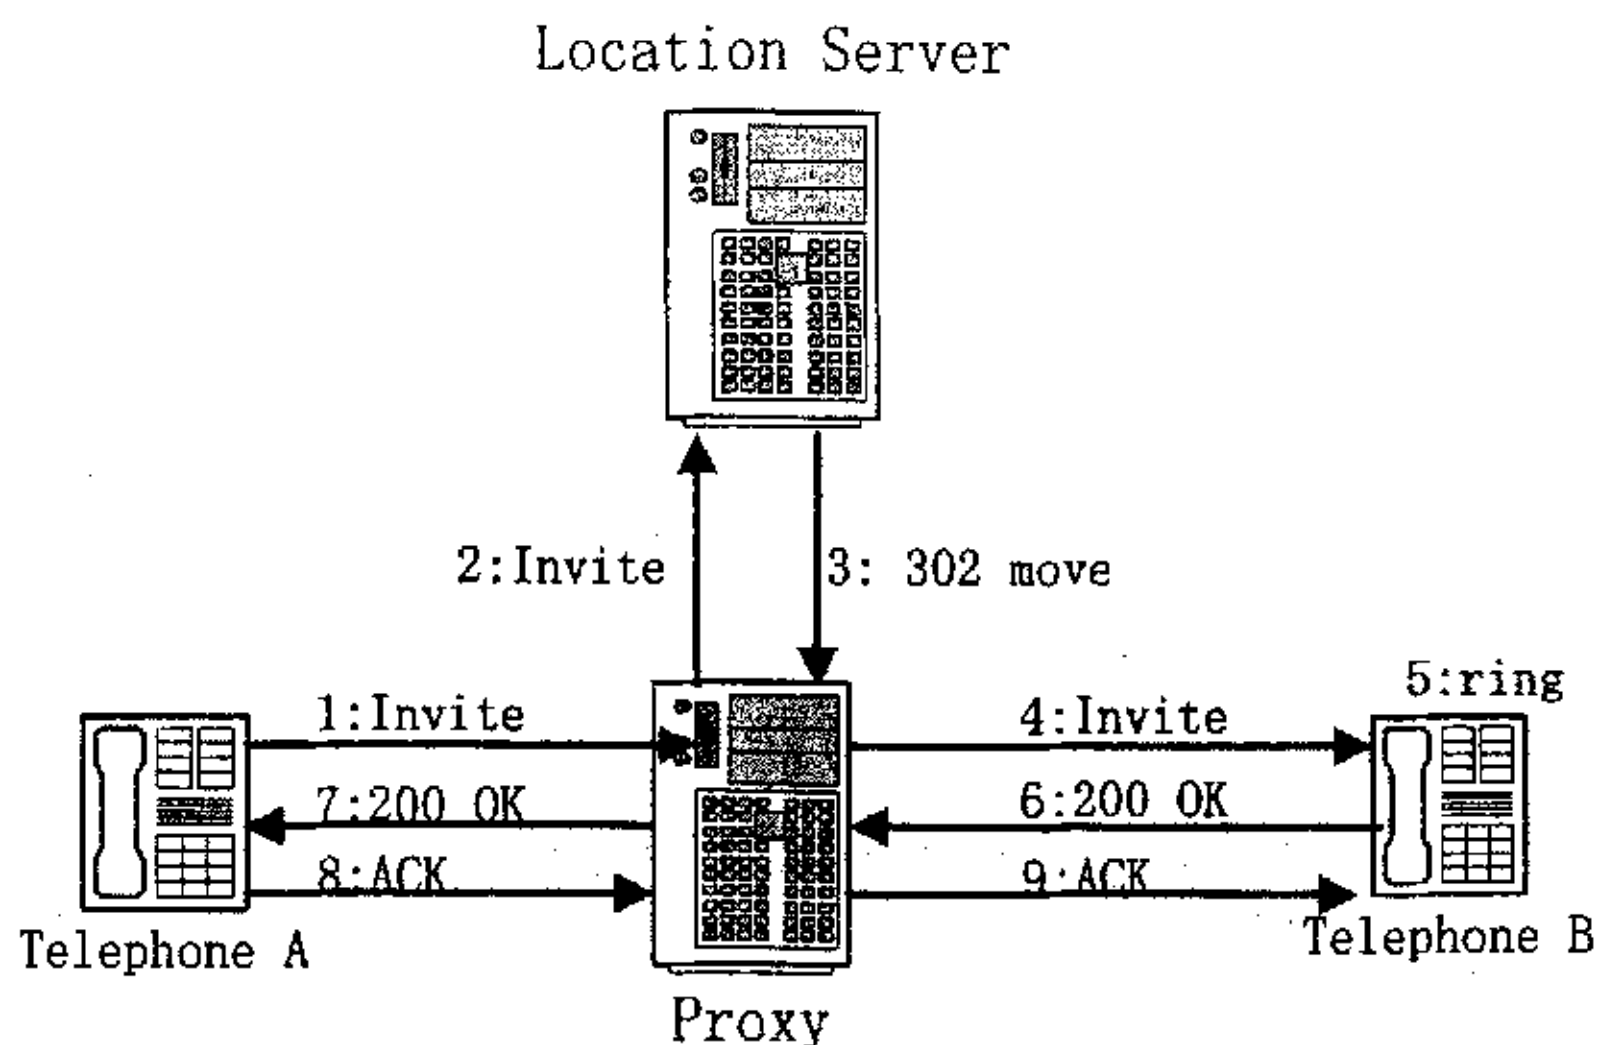 Location Server
2:Invite
3: 302 move
5:ring
1:Invite
4:Invite
7:200 OK
6:200 OK
8:ACK
9:ACK
Telephone A
Telephone B
Proxy